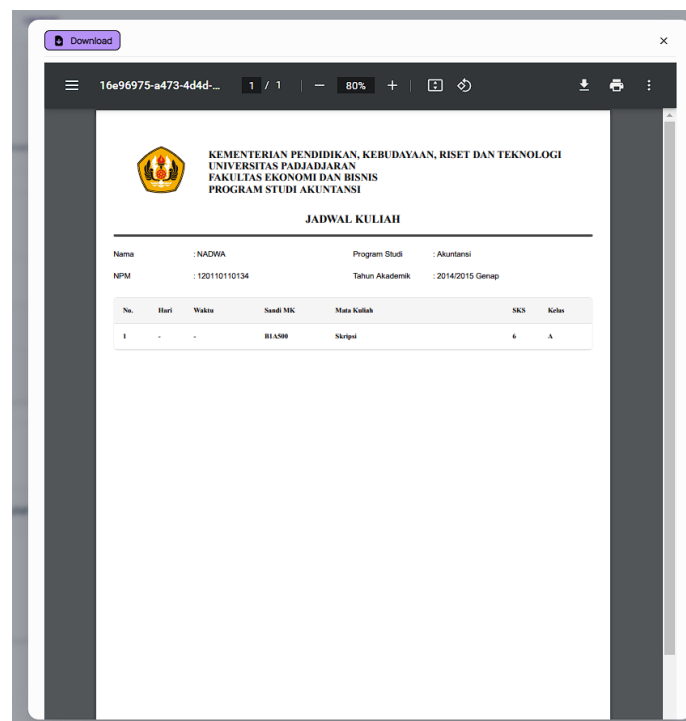 Download
16e96975-a473-4d4d-... 1 / 1 80%
KEMENTERIAN PENDIDIKAN, KEBUDAYAAN, RISET DAN TEKNOLOGI
UNIVERSITAS PADJADJARAN
FAKULTAS EKONOMI DAN BISNIS
PROGRAM STUDI AKUNTANSI
JADWAL KULIAH
Nama : NADWA Program Studi : Akuntansi
NPM : 120110110134 Tahun Akademik : 2014/2015 Genap
No. Hari Waktu Sandi MK Mata Kuliah SKS Kelas
1 - - B1A500 Skripsi 6 A